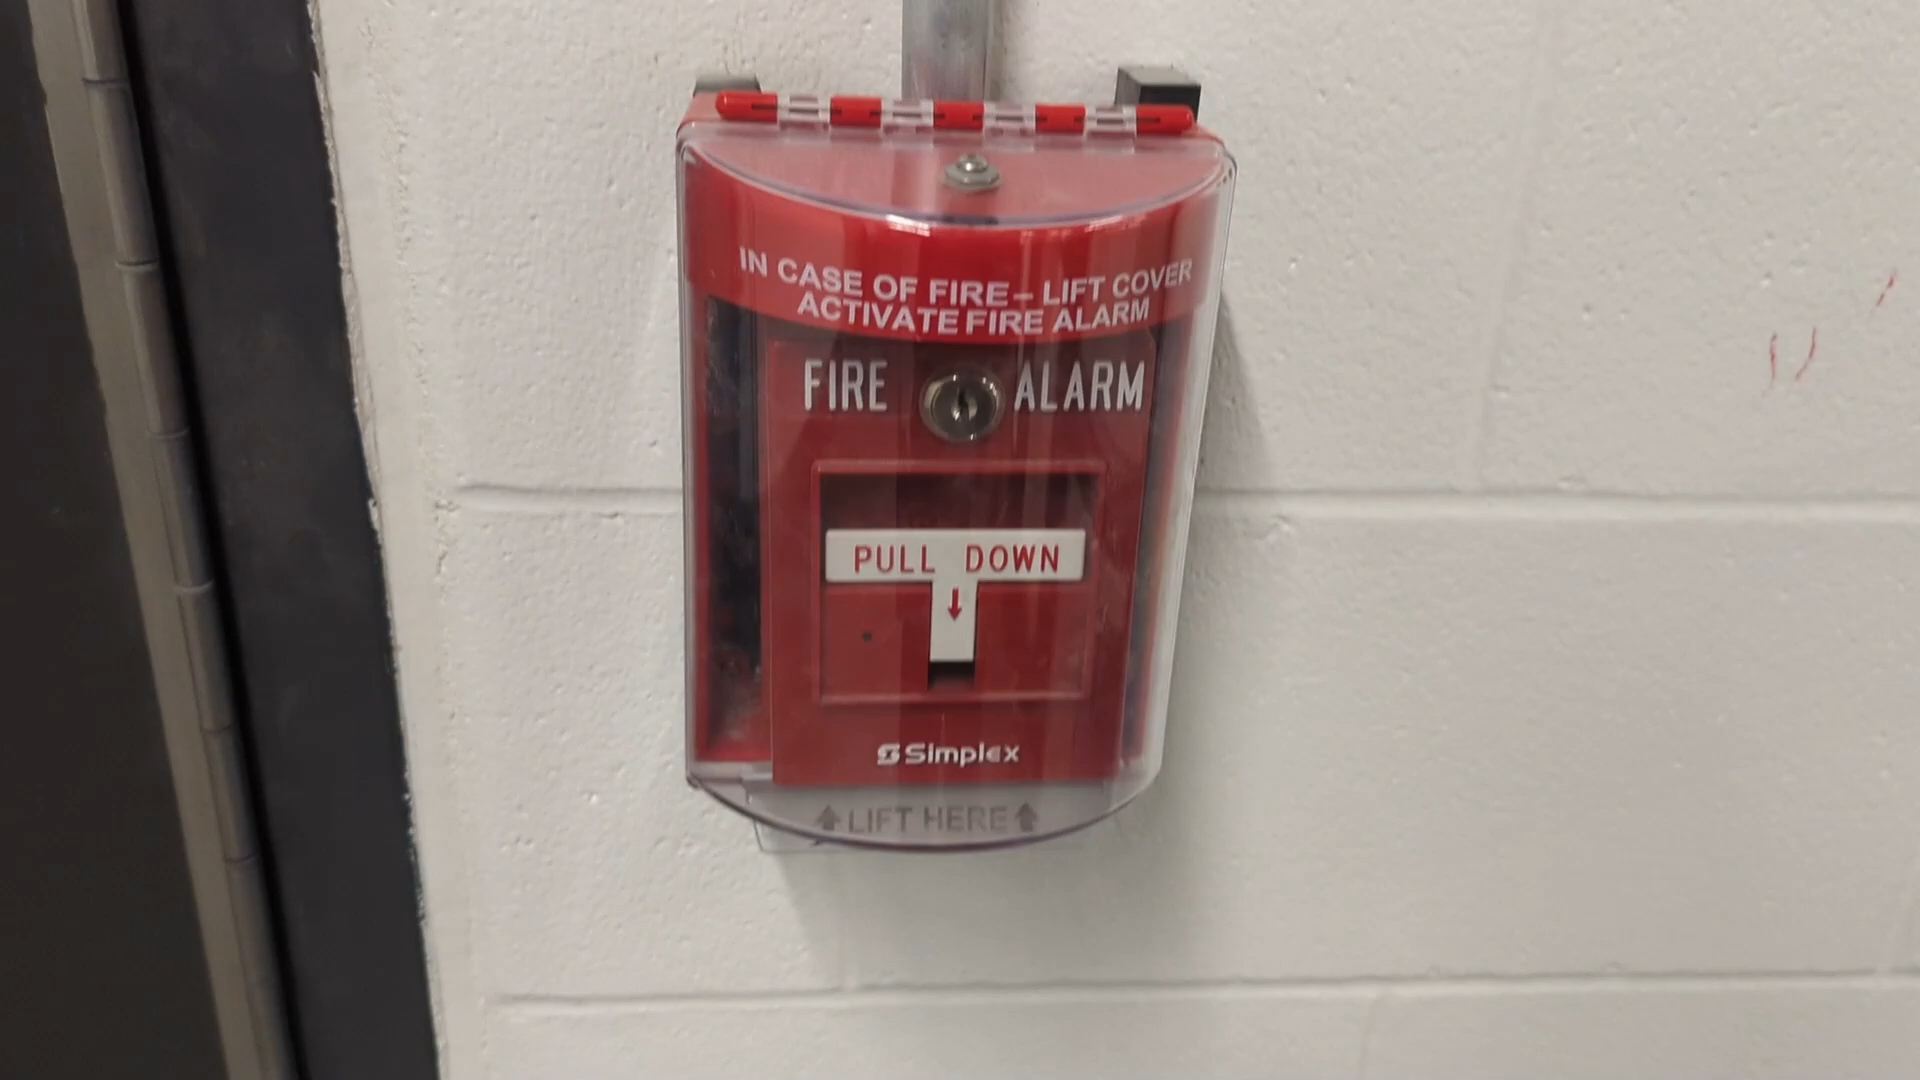 IN CASE OF FIRE – LIFT COVER
ACTIVATE FIRE ALARM
FIRE ALARM
PULL DOWN
Simplex
LIFT HERE